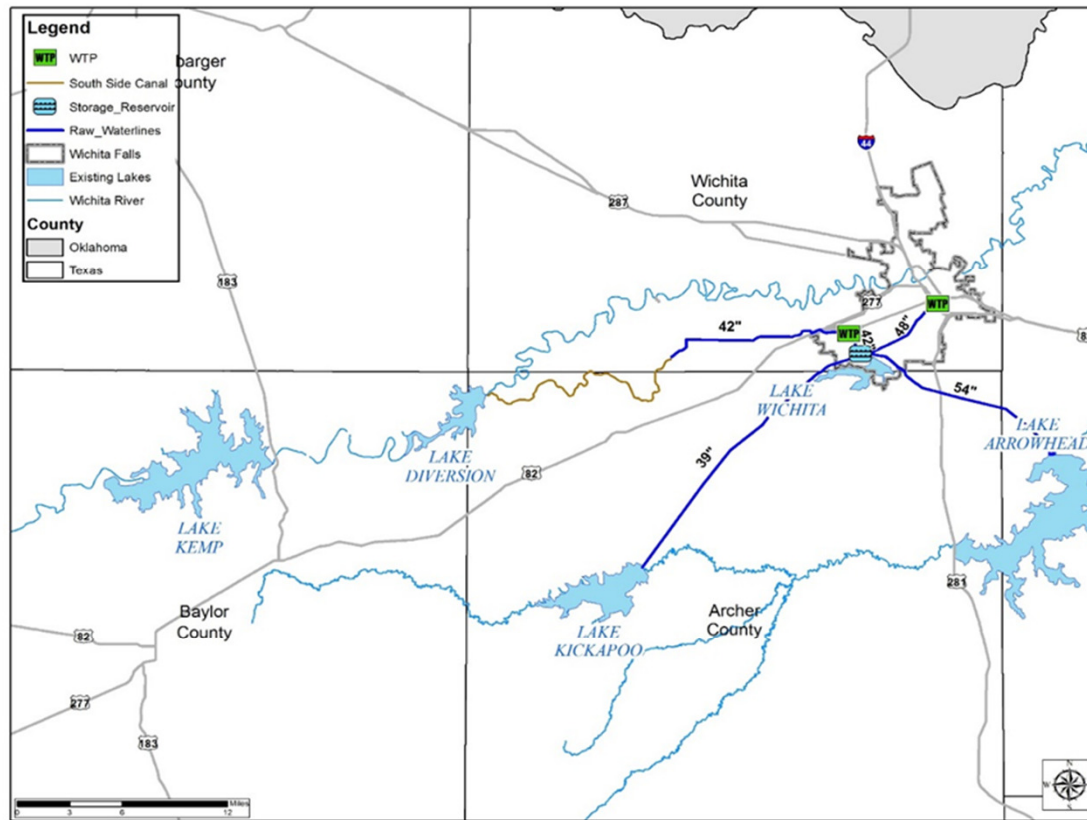 Legend
WTP
WTP
South Side Canal
Storage_Reservoir
Raw_Waterlines
Wichita Falls
Existing Lakes
Wichita River
County
Oklahoma
Texas
barger
ounty
44
Wichita
County
287
183
277
WTP
42"
WTP
48"
42"
82
LAKE
WICHITA
54"
LAKE
ARROWHEAD
LAKE
DIVERSION
39"
82
LAKE
KEMP
281
Baylor
County
Archer
County
LAKE
KICKAPOO
82
277
183
Miles
0 3 6 12
N
W E
S